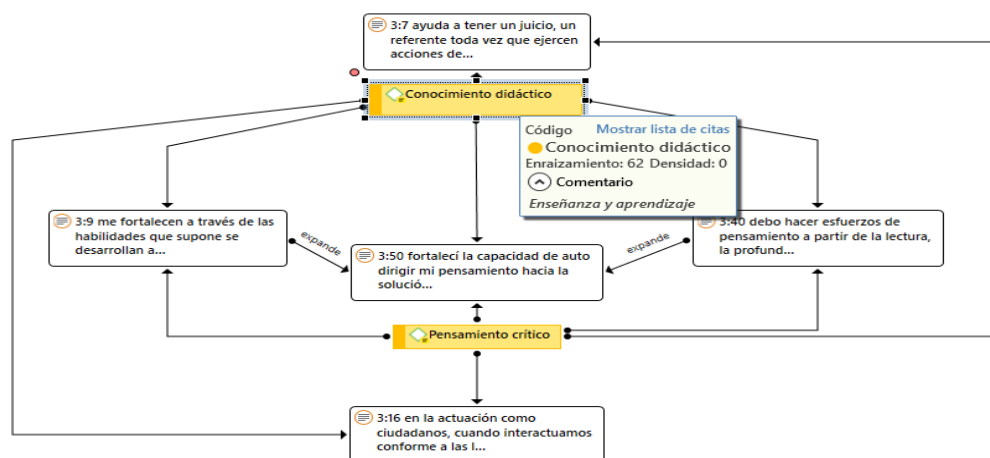 3:7 ayuda a tener un juicio, un
referente toda vez que ejercen
acciones de...
Conocimiento didáctico
Código Mostrar lista de citas
Conocimiento didáctico
Enraizamiento: 62 Densidad: 0
Comentario
Enseñanza y aprendizaje
3:9 me fortalecen a través de las
habilidades que supone se
desarrollan a...
expande
3:50 fortalecí la capacidad de auto
dirigir mi pensamiento hacia la
solució...
expande
3:40 debo hacer esfuerzos de
pensamiento a partir de la lectura,
la profund...
Pensamiento crítico
3:16 en la actuación como
ciudadanos, cuando interactuamos
conforme a las l...